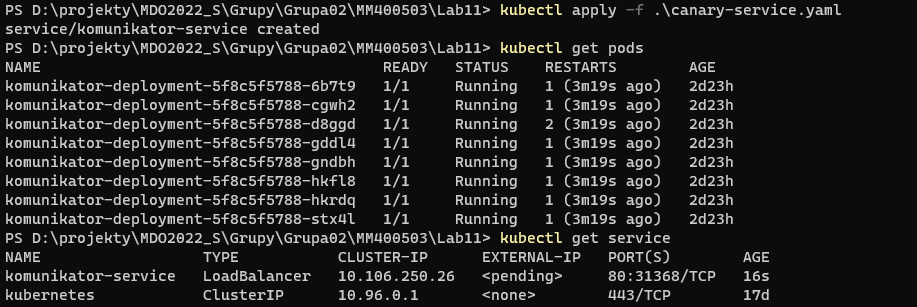 PS D:\projekty\MDO2022_S\Grupy\Grupa02\MM400503\Lab11> kubectl apply -f .\canary-service.yaml
service/komunikator-service created
PS D:\projekty\MDO2022_S\Grupy\Grupa02\MM400503\Lab11> kubectl get pods
NAME READY STATUS RESTARTS AGE
komunikator-deployment-5f8c5f5788-6b7t9 1/1 Running 1 (3m19s ago) 2d23h
komunikator-deployment-5f8c5f5788-cgwh2 1/1 Running 1 (3m19s ago) 2d23h
komunikator-deployment-5f8c5f5788-d8ggd 1/1 Running 2 (3m19s ago) 2d23h
komunikator-deployment-5f8c5f5788-gddl4 1/1 Running 1 (3m19s ago) 2d23h
komunikator-deployment-5f8c5f5788-gndbh 1/1 Running 1 (3m19s ago) 2d23h
komunikator-deployment-5f8c5f5788-hkfl8 1/1 Running 1 (3m19s ago) 2d23h
komunikator-deployment-5f8c5f5788-hkrdq 1/1 Running 1 (3m19s ago) 2d23h
komunikator-deployment-5f8c5f5788-stx4l 1/1 Running 1 (3m19s ago) 2d23h
PS D:\projekty\MDO2022_S\Grupy\Grupa02\MM400503\Lab11> kubectl get service
NAME TYPE CLUSTER-IP EXTERNAL-IP PORT(S) AGE
komunikator-service LoadBalancer 10.106.250.26 <pending> 80:31368/TCP 16s
kubernetes ClusterIP 10.96.0.1 <none> 443/TCP 17d